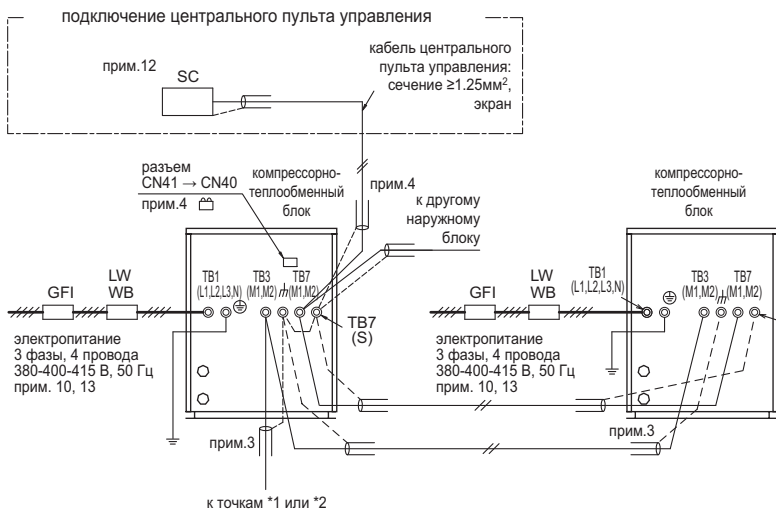 подключение центрального пульта управления
прим.12
SC
кабель центрального
пульта управления:
сечение ≥1.25мм²,
экран
разъем
CN41 → CN40
прим.4
компрессорно-
теплообменный
блок
прим.4
к другому
наружному
блоку
компрессорно-
теплообменный
блок
GFI
LW
WB
TB1
(L1,L2,L3,N)
TB3
(M1,M2)
TB7
(M1,M2)
TB7
(S)
электропитание
3 фазы, 4 провода
380-400-415 В, 50 Гц
прим. 10, 13
GFI
LW
WB
TB1
(L1,L2,L3,N)
TB3
(M1,M2)
TB7
(M1,M2)
электропитание
3 фазы, 4 провода
380-400-415 В, 50 Гц
прим. 10, 13
прим.3
прим.3
к точкам *1 или *2